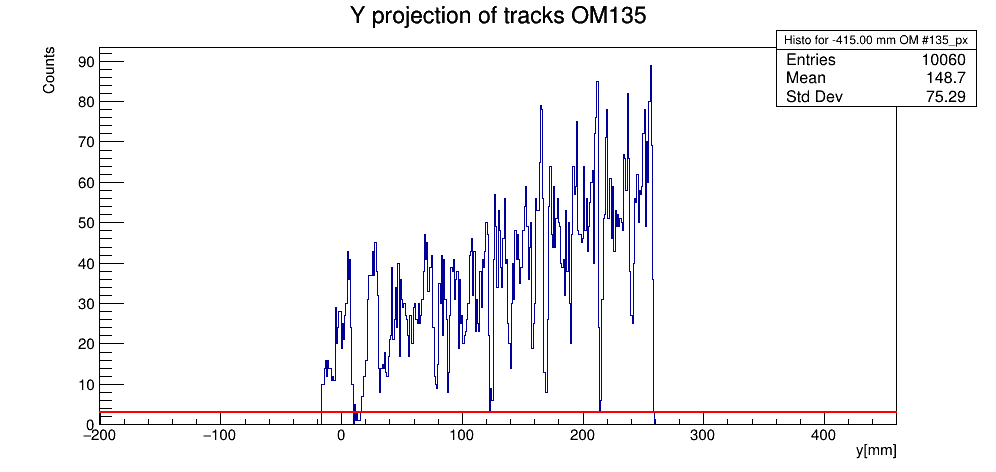 Y projection of tracks OM135
Histo for -415.00 mm OM #135_px
Entries 10060
Mean 148.7
Std Dev 75.29
Counts
90
80
70
60
50
40
30
20
10
0
−200 −100 0 100 200 300 400
y[mm]